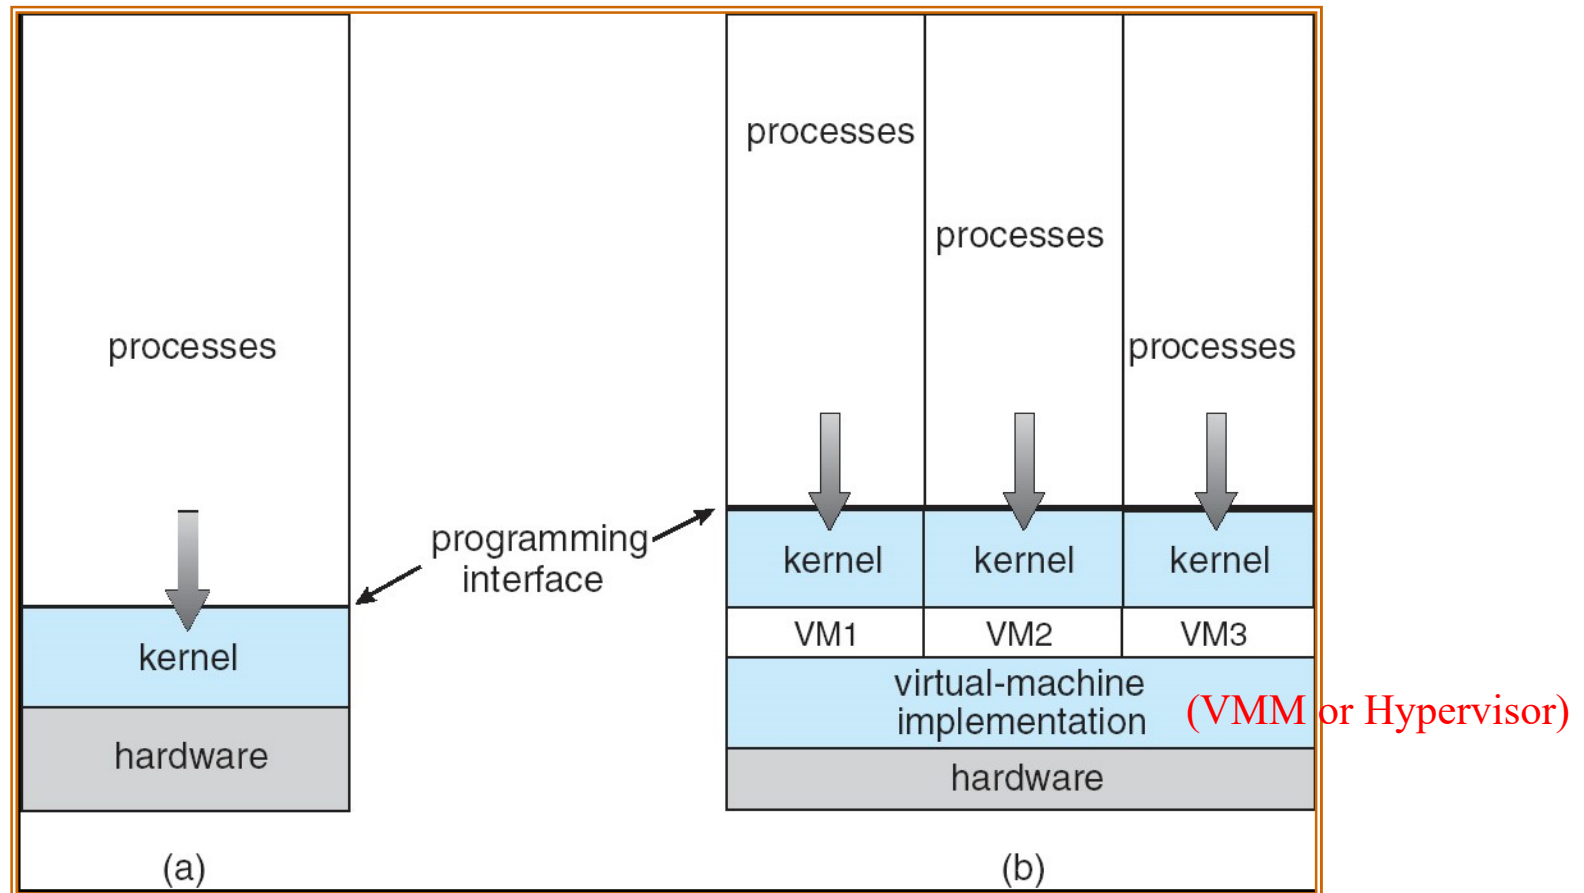 processes
processes
processes
processes
programming
interface
kernel
kernel
kernel
kernel
VM1
VM2
VM3
virtual-machine
implementation
(VMM or Hypervisor)
hardware
hardware
(a)
(b)